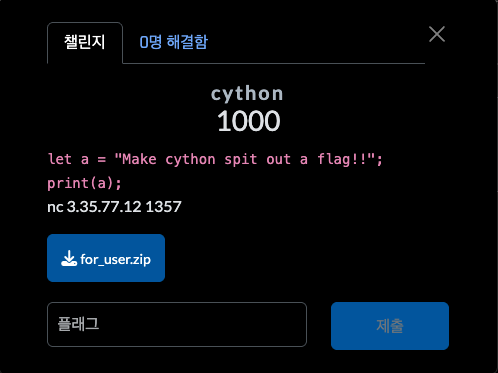 챌린지
0명 해결함
cython
1000
let a = "Make cython spit out a flag!!";
print(a);
nc 3.35.77.12 1357
for_user.zip
플래그
제출